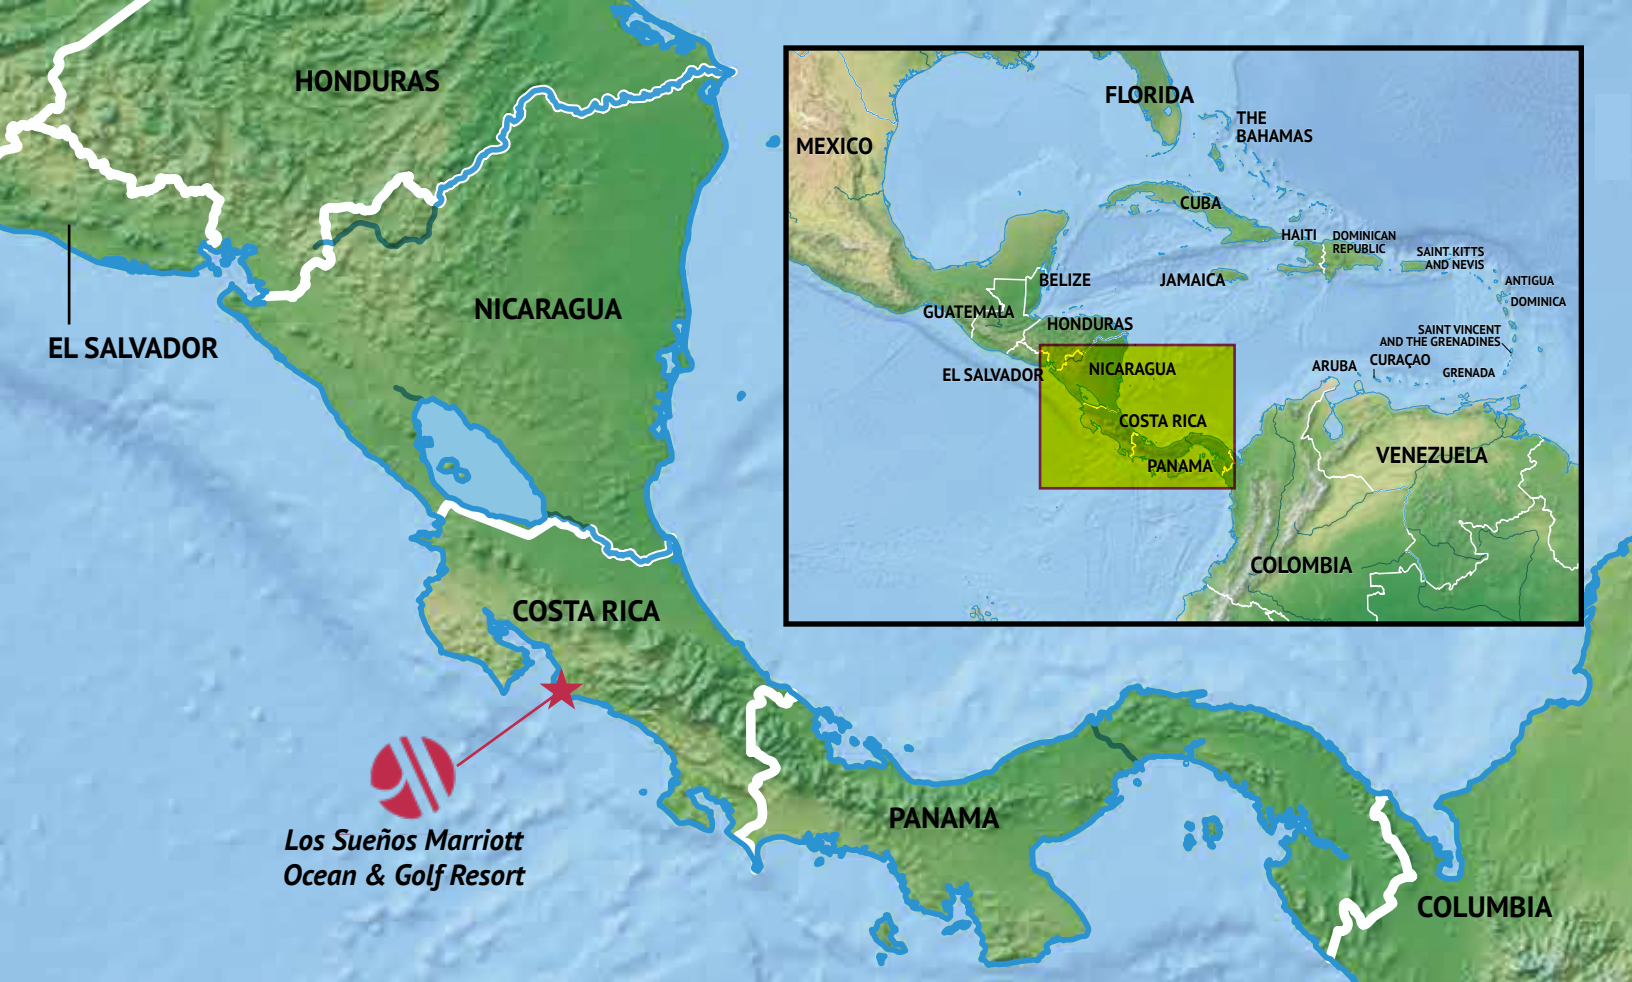 HONDURAS
NICARAGUA
EL SALVADOR
COSTA RICA
Los Sueños Marriott
Ocean & Golf Resort
PANAMA
COLUMBIA
FLORIDA
THE
BAHAMAS
MEXICO
CUBA
HAITI
DOMINICAN
REPUBLIC
SAINT KITTS
AND NEVIS
BELIZE
JAMAICA
ANTIGUA
DOMINICA
GUATEMALA
HONDURAS
SAINT VINCENT
AND THE GRENADINES
EL SALVADOR
NICARAGUA
ARUBA
CURAÇAO
GRENADA
COSTA RICA
VENEZUELA
PANAMA
COLOMBIA